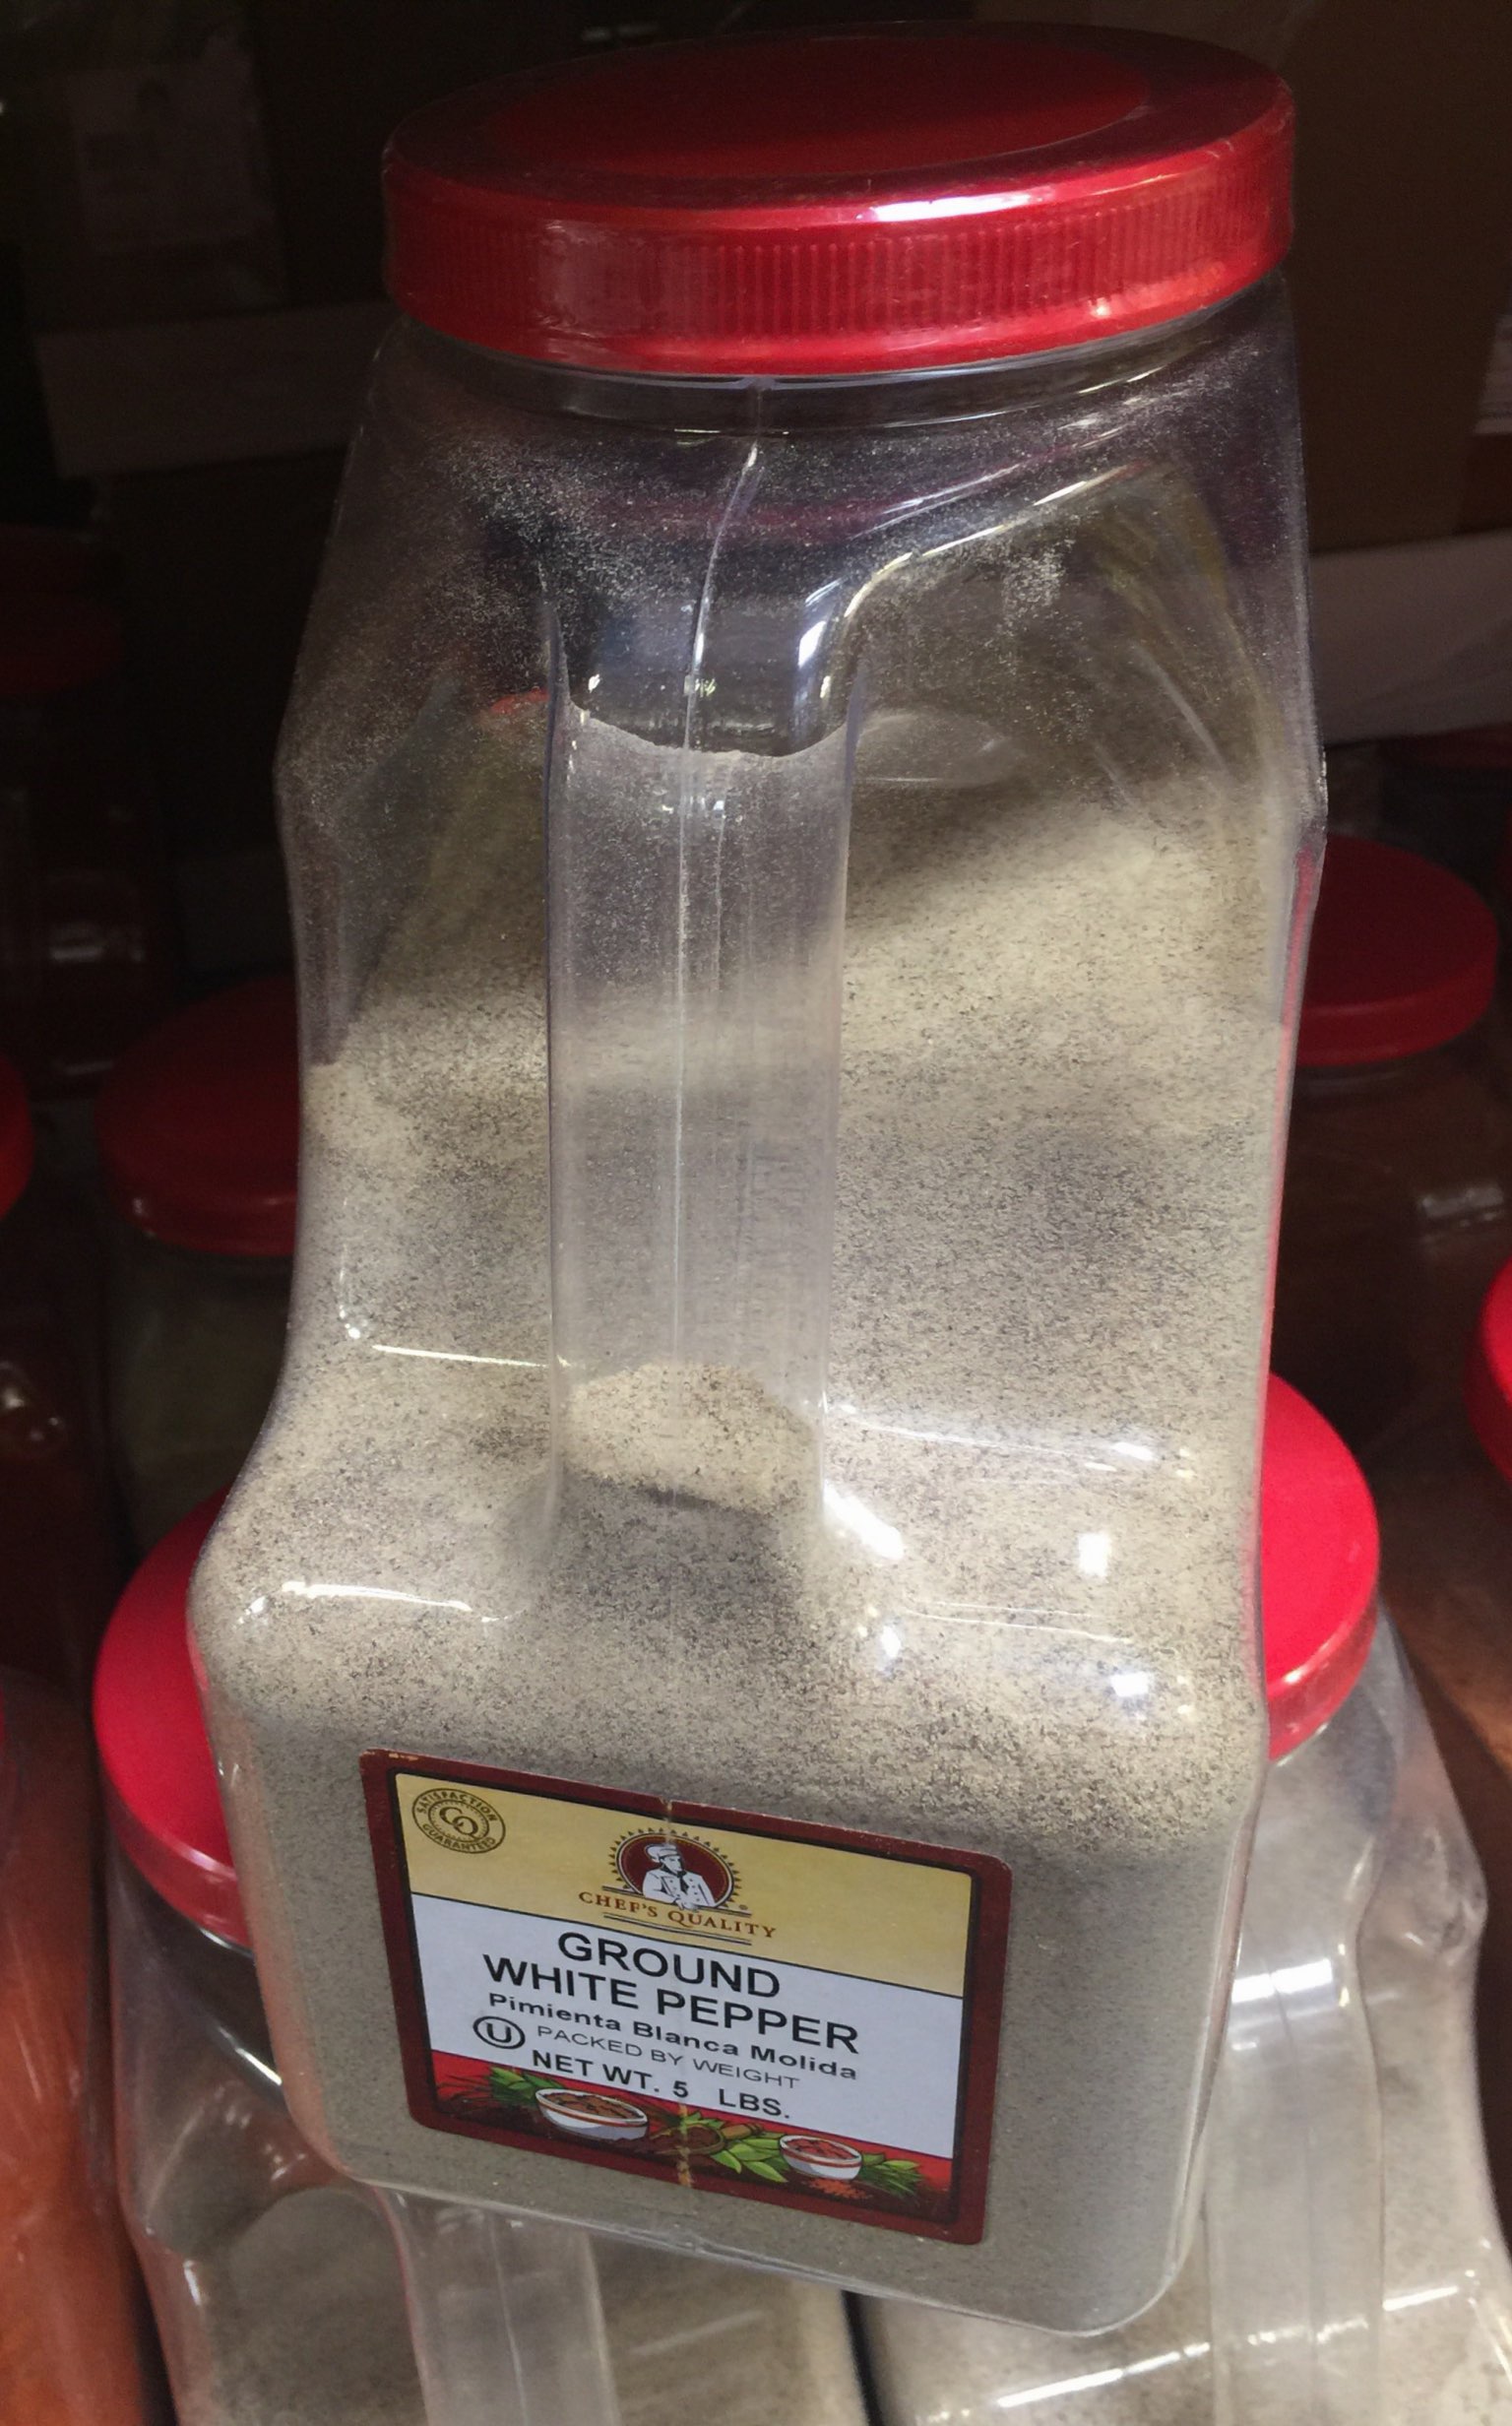 SATISFACTION
CQ
GUARANTEED
CHEF'S QUALITY
GROUND
WHITE PEPPER
Pimienta Blanca Molida
U PACKED BY WEIGHT
NET WT. 5 LBS.